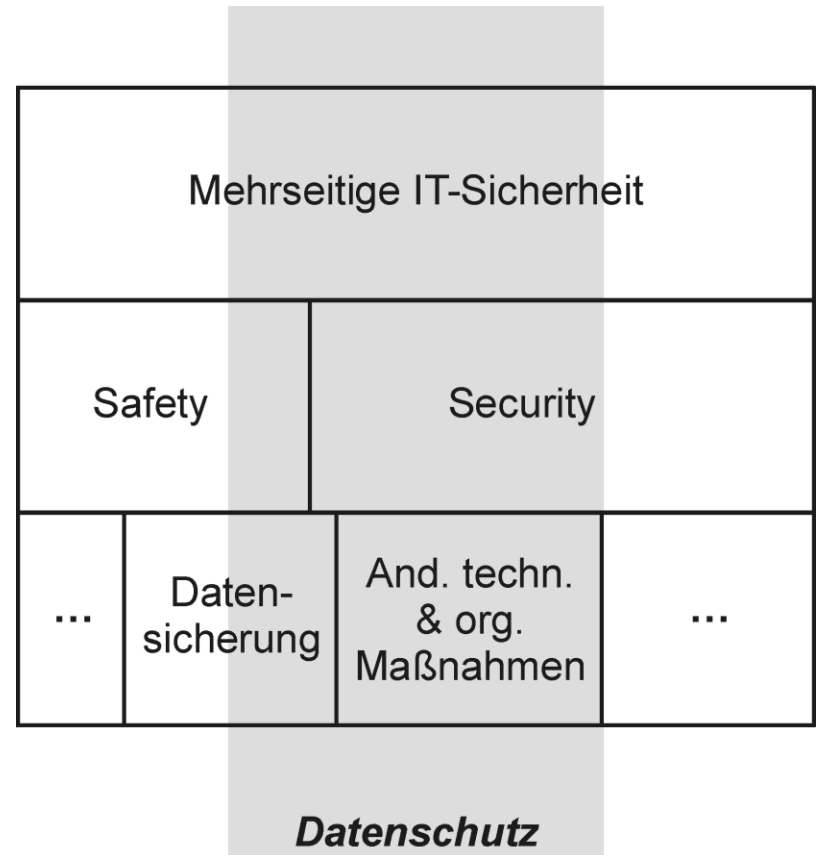 Mehrseitige IT-Sicherheit
Safety
Security
...
Daten-
sicherung
And. techn.
& org.
Maßnahmen
...
Datenschutz